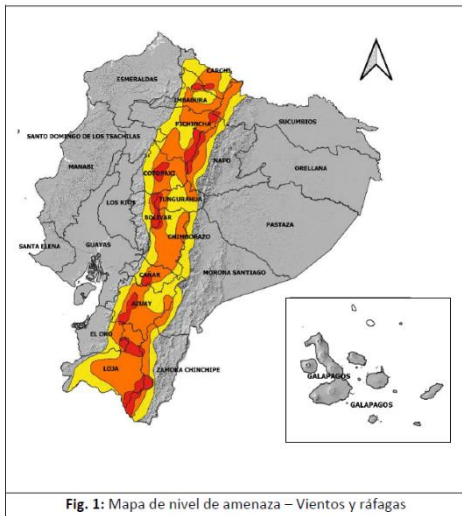 CARCHI
ESMERALDAS
IMBABURA
PICHINCHA
SUCUMBIOS
SANTO DOMINGO DE LOS TSACHILAS
NAPO
MANABI
COTOPAXI
ORELLANA
TUNGURAHUA
LOS RIOS
BOLIVAR
PASTAZA
SANTA ELENA
GUAYAS
CHIMBORAZO
MORONA SANTIAGO
CAÑAR
AZUAY
EL ORO
LOJA
ZAMORA CHINCHIPE
GALAPAGOS
GALAPAGOS
Fig. 1: Mapa de nivel de amenaza – Vientos y ráfagas